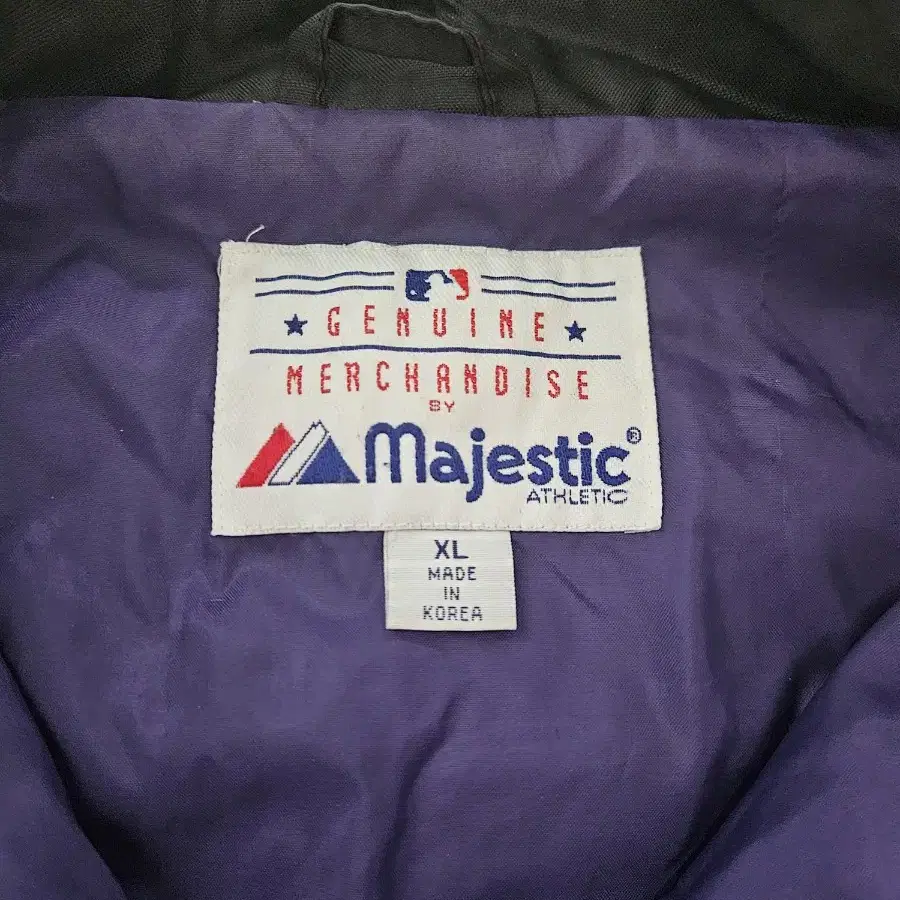 GENUINE
MERCHANDISE
BY
Majestic®
ATHLETIC
XL
MADE
IN
KOREA